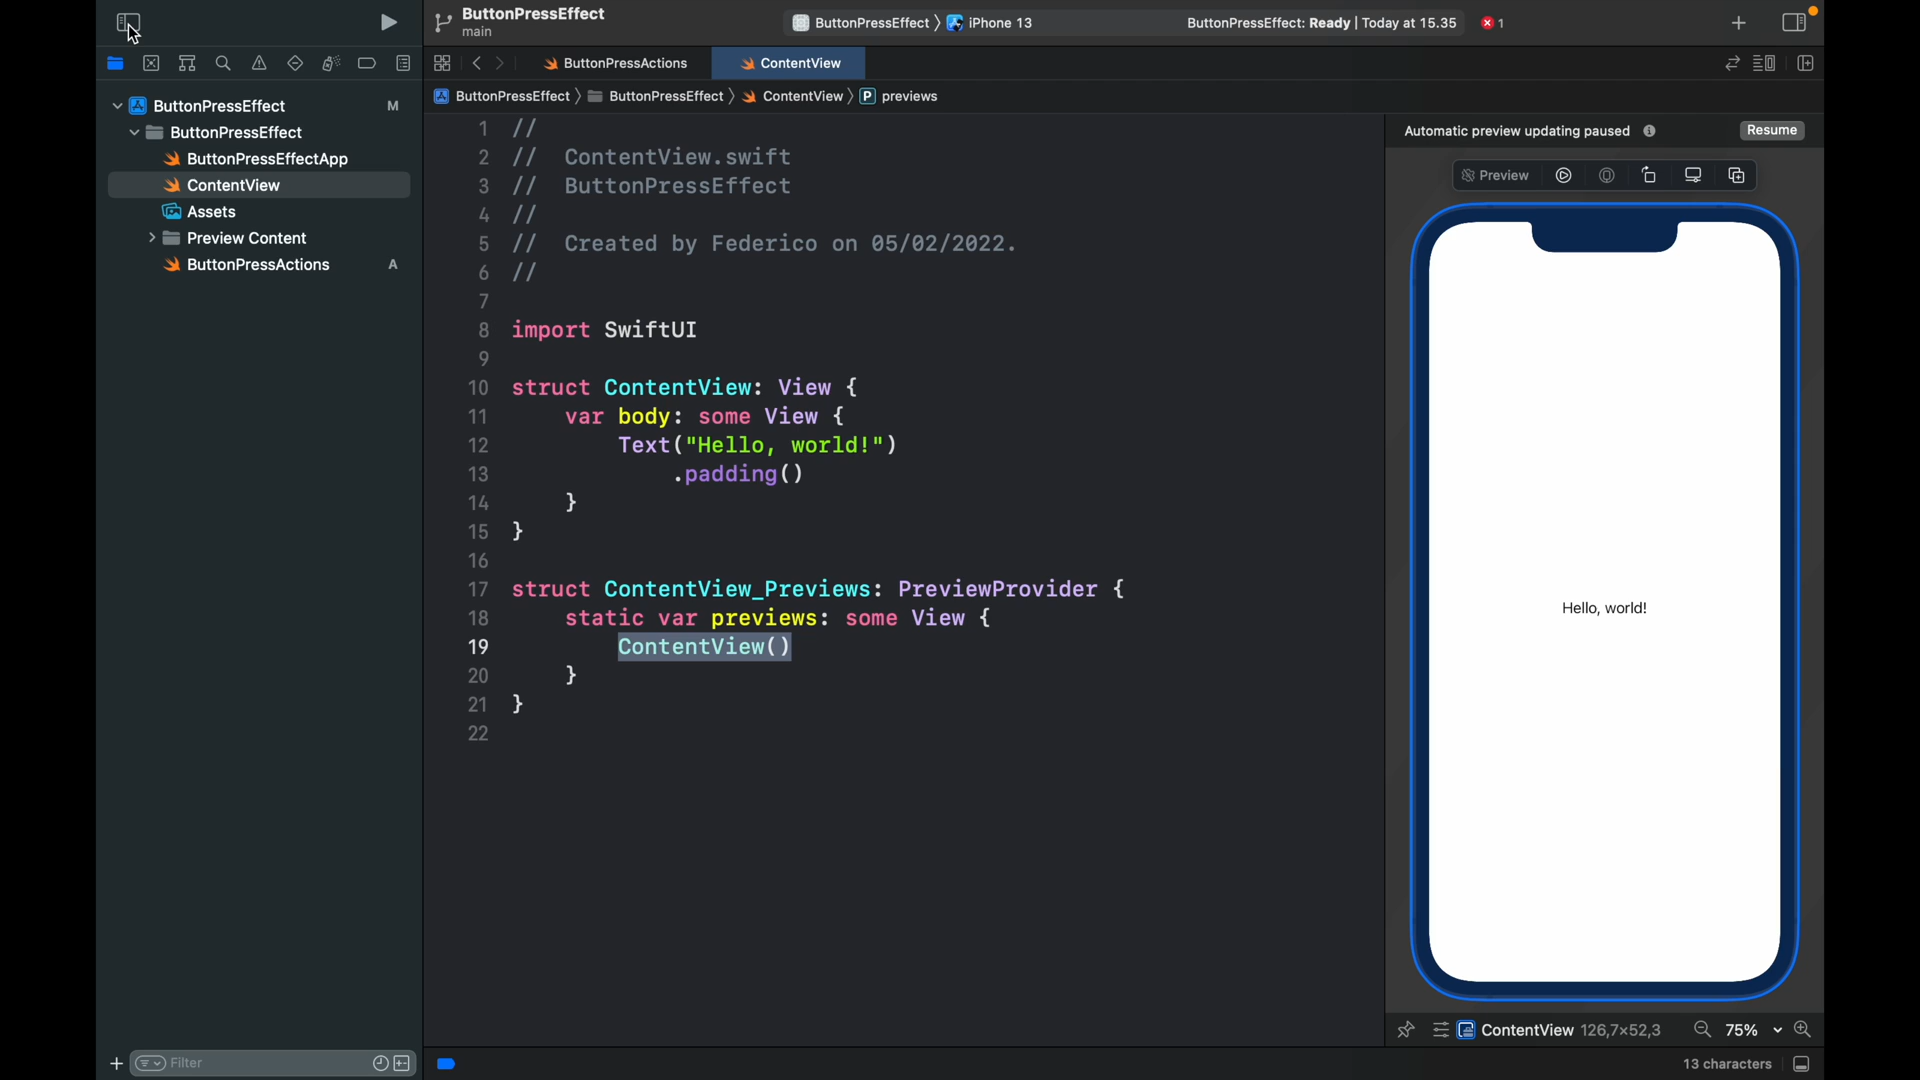 ButtonPressEffect
main
ButtonPressEffect
iPhone 13
ButtonPressEffect: Ready | Today at 15.35
1
ButtonPressActions
ContentView
ButtonPressEffect
ButtonPressEffect
ContentView
P previews
ButtonPressEffect M
ButtonPressEffect
ButtonPressEffectApp
ContentView
Assets
Preview Content
ButtonPressActions A
1 //
2 // ContentView.swift
3 // ButtonPressEffect
4 //
5 // Created by Federico on 05/02/2022.
6 //
7
8 import SwiftUI
9
10 struct ContentView: View {
11 var body: some View {
12 Text("Hello, world!")
13 .padding()
14 }
15 }
16
17 struct ContentView_Previews: PreviewProvider {
18 static var previews: some View {
19 ContentView()
20 }
21 }
22
Automatic preview updating paused
Resume
Preview
Hello, world!
ContentView 126,7×52,3
75%
Filter
13 characters